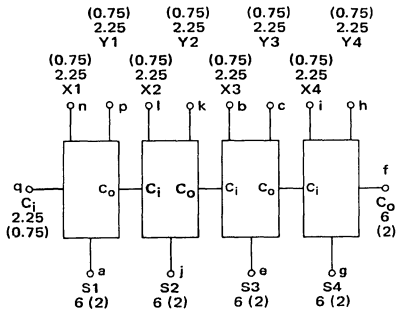 (0.75) (0.75) (0.75) (0.75)
2.25 2.25 2.25 2.25
Y1 Y2 Y3 Y4
(0.75) (0.75) (0.75) (0.75)
2.25 2.25 2.25 2.25
X1 X2 X3 X4
n p l k b c i h
q Co Ci Co Ci Co Ci f
Ci Co
2.25 6
(0.75) (2)
a j e g
S1 S2 S3 S4
6 (2) 6 (2) 6 (2) 6 (2)